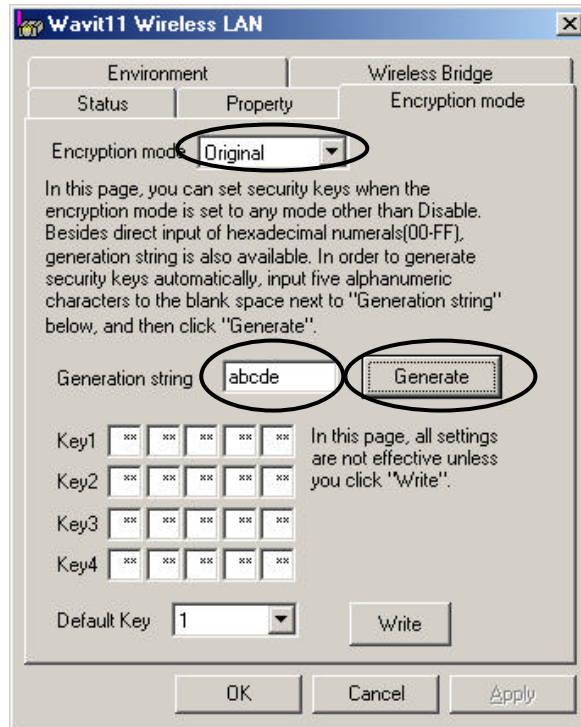 Wavit11 Wireless LAN
Environment Wireless Bridge
Status Property Encryption mode
Encryption mode Original
In this page, you can set security keys when the
encryption mode is set to any mode other than Disable.
Besides direct input of hexadecimal numerals(00-FF),
generation string is also available. In order to generate
security keys automatically, input five alphanumeric
characters to the blank space next to "Generation string"
below, and then click "Generate".
Generation string abcde Generate
Key1 ** ** ** ** **
In this page, all settings
are not effective unless
you click "Write".
Key2 ** ** ** ** **
Key3 ** ** ** ** **
Key4 ** ** ** ** **
Default Key 1 Write
OK Cancel Apply